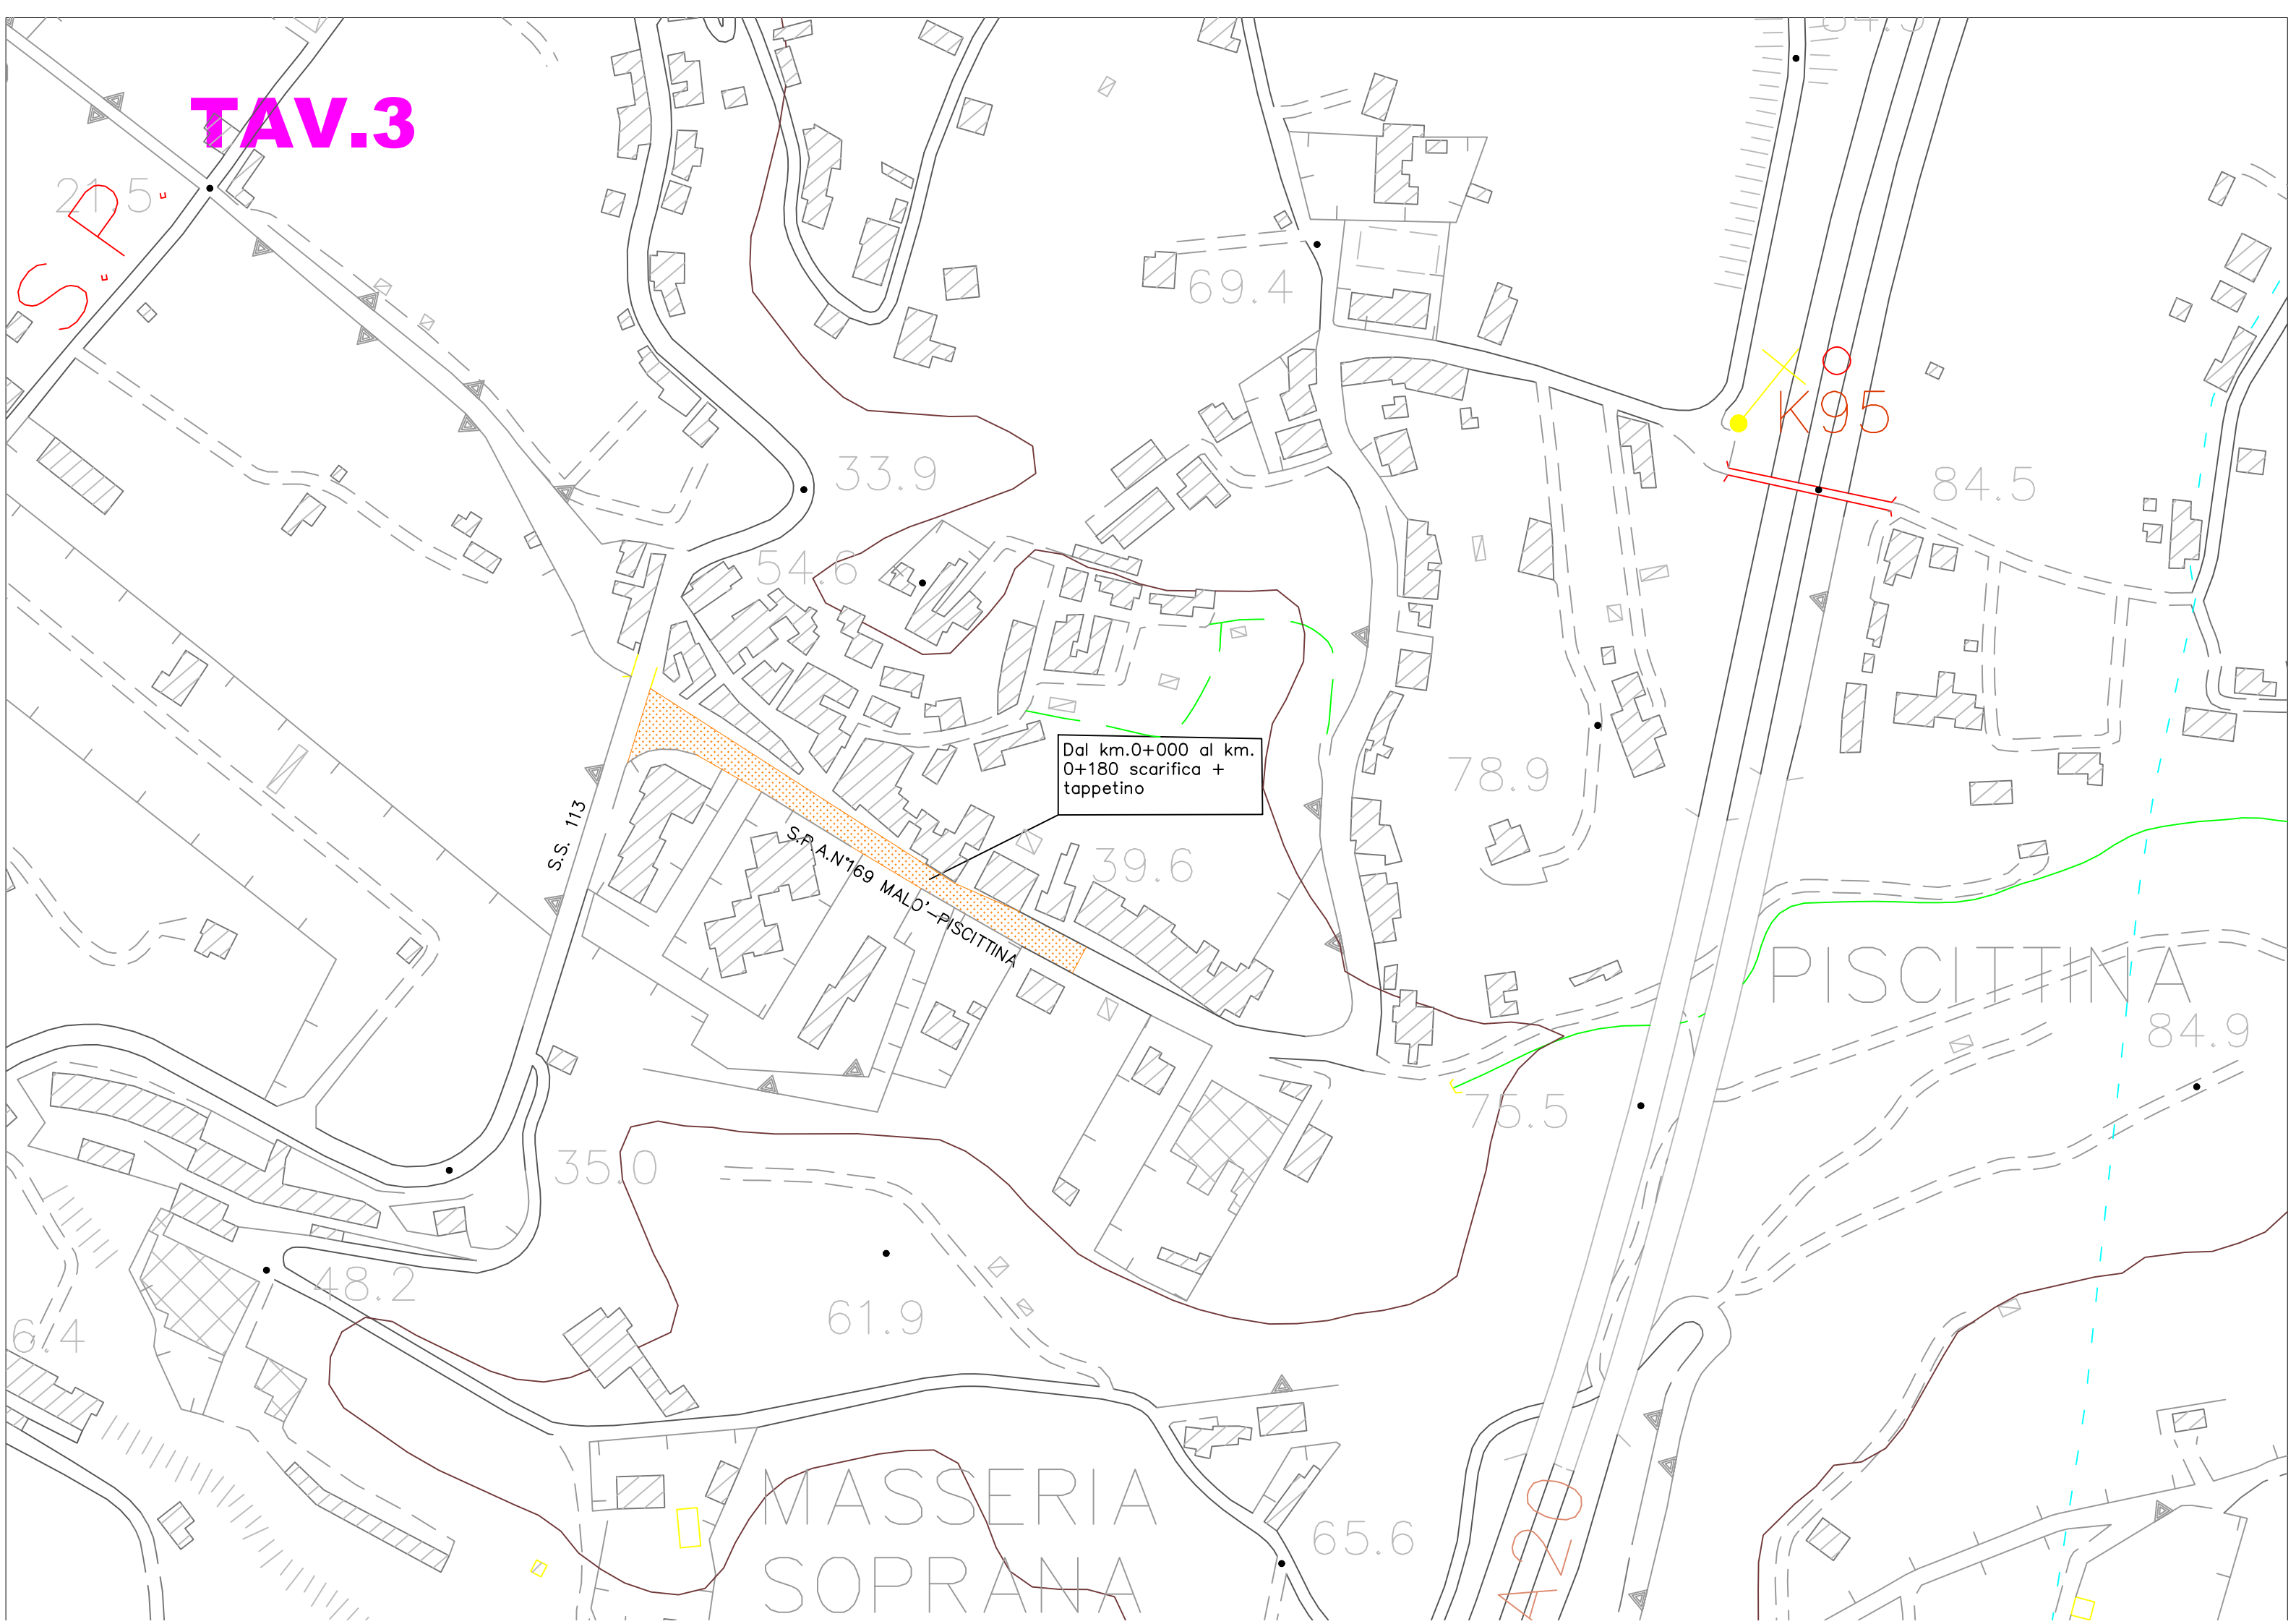 TAV.3
S.P.
21.5
69.4
K95
33.9
84.5
54.6
78.9
Dal km.0+000 al km.
0+180 scarifica +
tappetino
S.S. 113
S.P.A.N°169 MALO'-PISCITTINA
39.6
PISCITTINA
84.9
75.5
35.0
48.2
61.9
6.4
MASSERIA
SOPRANA
65.6
A20